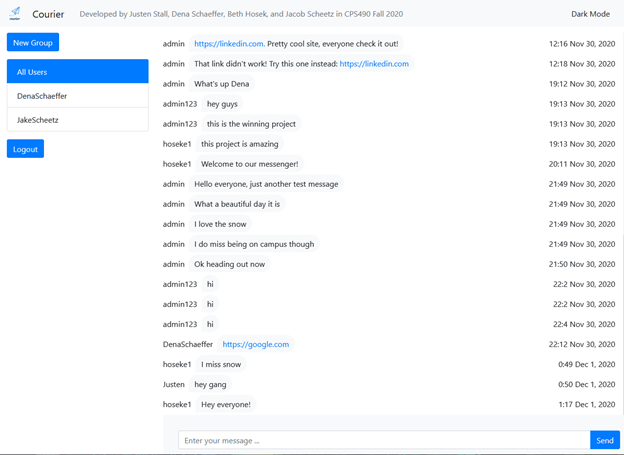 Courier Developed by Justen Stall, Dena Schaeffer, Beth Hosek, and Jacob Scheetz in CPS490 Fall 2020 Dark Mode
New Group
All Users
DenaSchaeffer
JakeScheetz
Logout
admin https://linkedin.com. Pretty cool site, everyone check it out! 12:16 Nov 30, 2020
admin That link didn't work! Try this one instead: https://linkedin.com 12:18 Nov 30, 2020
admin What's up Dena 19:12 Nov 30, 2020
admin123 hey guys 19:13 Nov 30, 2020
admin123 this is the winning project 19:13 Nov 30, 2020
hoseke1 this project is amazing 19:13 Nov 30, 2020
hoseke1 Welcome to our messenger! 20:11 Nov 30, 2020
admin Hello everyone, just another test message 21:49 Nov 30, 2020
admin What a beautiful day it is 21:49 Nov 30, 2020
admin I love the snow 21:49 Nov 30, 2020
admin I do miss being on campus though 21:49 Nov 30, 2020
admin Ok heading out now 21:50 Nov 30, 2020
admin123 hi 22:2 Nov 30, 2020
admin123 hi 22:2 Nov 30, 2020
admin123 hi 22:4 Nov 30, 2020
DenaSchaeffer https://google.com 22:12 Nov 30, 2020
hoseke1 I miss snow 0:49 Dec 1, 2020
Justen hey gang 0:50 Dec 1, 2020
hoseke1 Hey everyone! 1:17 Dec 1, 2020
Enter your message ... Send